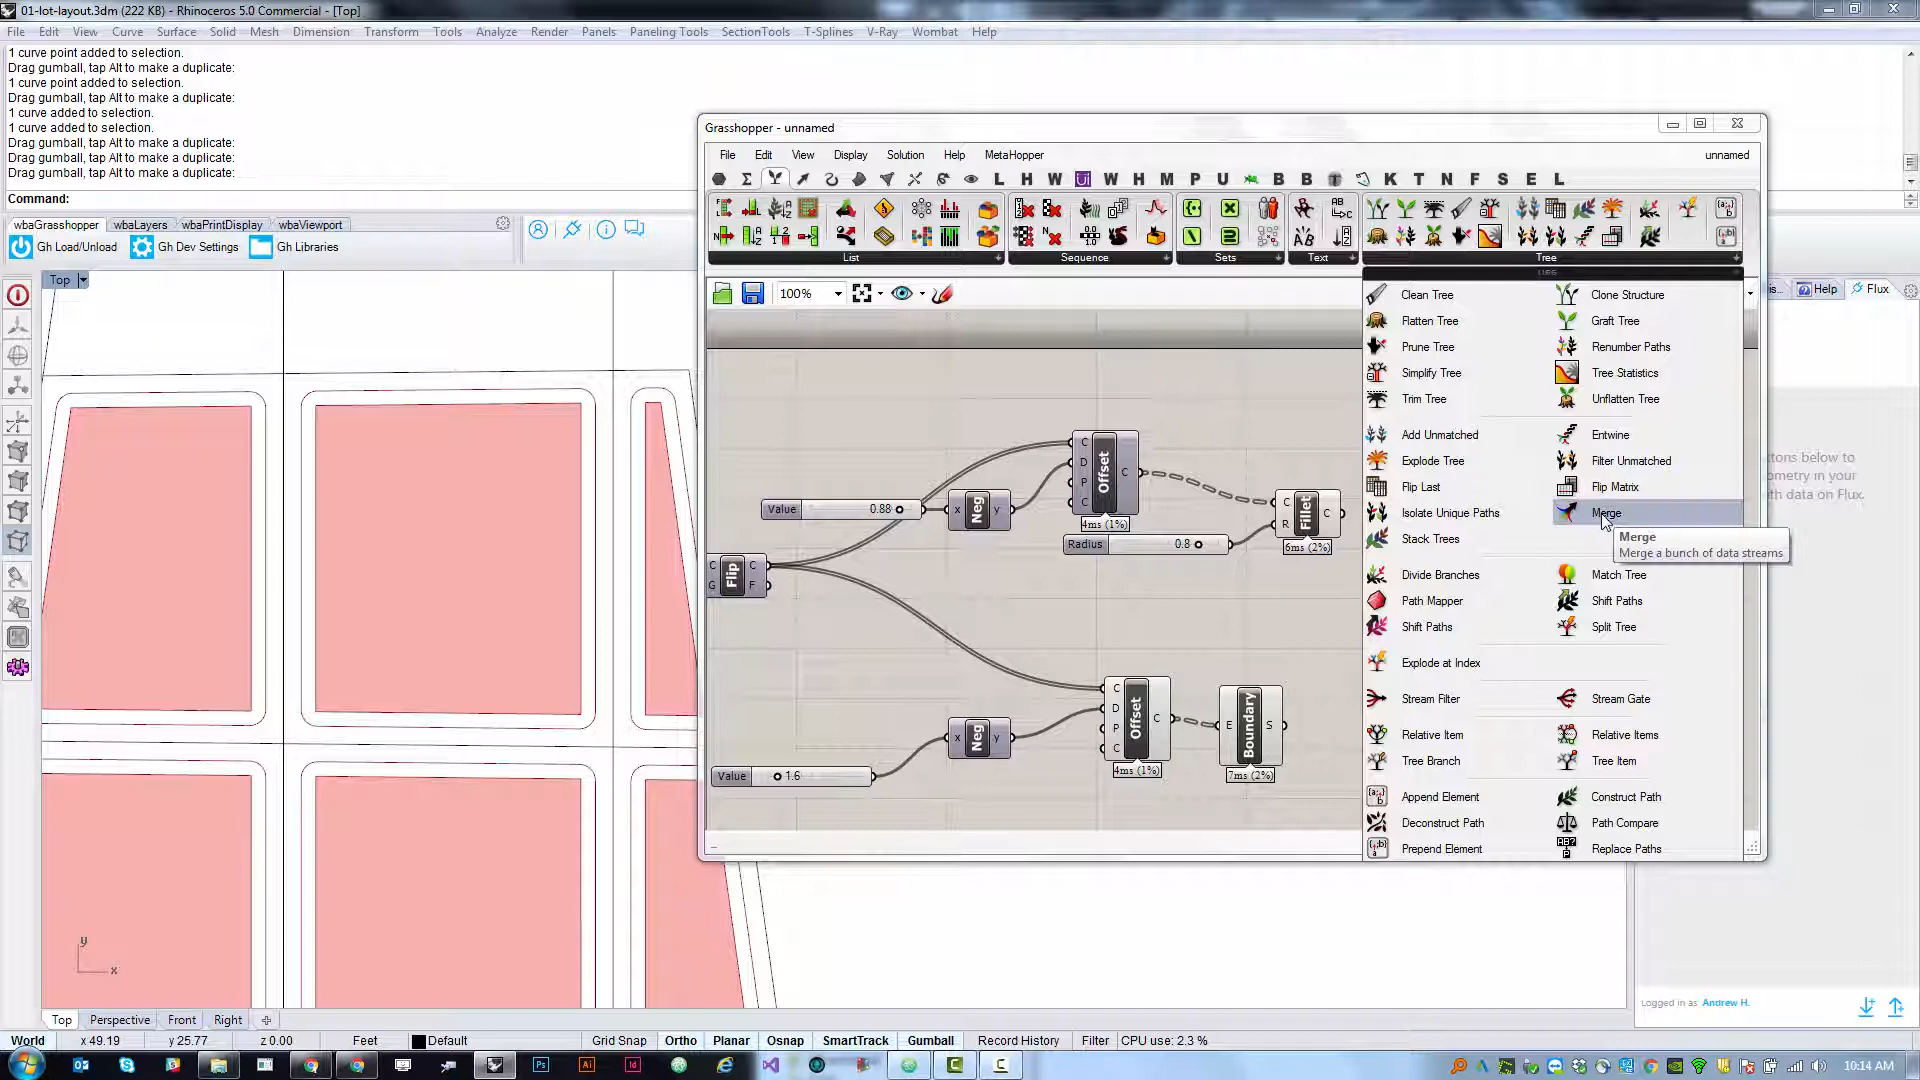 01-lot-layout.3dm (222 KB) - Rhinoceros 5.0 Commercial - [Top]
File Edit View Curve Surface Solid Mesh Dimension Transform Tools Analyze Render Panels Paneling Tools SectionTools T-Splines V-Ray Wombat Help
1 curve point added to selection.
Drag gumball, tap Alt to make a duplicate:
1 curve point added to selection.
Drag gumball, tap Alt to make a duplicate:
1 curve added to selection.
1 curve added to selection.
Drag gumball, tap Alt to make a duplicate:
Drag gumball, tap Alt to make a duplicate:
Drag gumball, tap Alt to make a duplicate:
Command:
wbaGrasshopper wbaLayers wbaPrintDisplay wbaViewport
Gh Load/Unload Gh Dev Settings Gh Libraries
Top
Grasshopper - unnamed
File Edit View Display Solution Help MetaHopper unnamed
L H W Ui W H M P U B B T K T N F S E L
List Sequence Sets Text Tree
100%
Clean Tree Clone Structure
Flatten Tree Graft Tree
Prune Tree Renumber Paths
Simplify Tree Tree Statistics
Trim Tree Unflatten Tree
Add Unmatched Entwine
Explode Tree Filter Unmatched
Flip Last Flip Matrix
Isolate Unique Paths Merge
Stack Trees
Merge
Merge a bunch of data streams
Divide Branches Match Tree
Path Mapper Shift Paths
Shift Paths Split Tree
Explode at Index
Stream Filter Stream Gate
Relative Item Relative Items
Tree Branch Tree Item
Append Element Construct Path
Deconstruct Path Path Compare
Prepend Element Replace Paths
C G Flip C F
Value 0.88
x Neg y
C D P C Offset C
4ms (1%)
Radius 0.8
C R Fillet C
6ms (2%)
Value 1.6
x Neg y
C D P C Offset C
4ms (1%)
E Boundary S
7ms (2%)
Help Flux
tons below to
ometry in your
th data on Flux.
Logged in as Andrew H.
y
x
Top Perspective Front Right
World x 49.19 y 25.77 z 0.00 Feet Default Grid Snap Ortho Planar Osnap SmartTrack Gumball Record History Filter CPU use: 2.3 %
10:14 AM